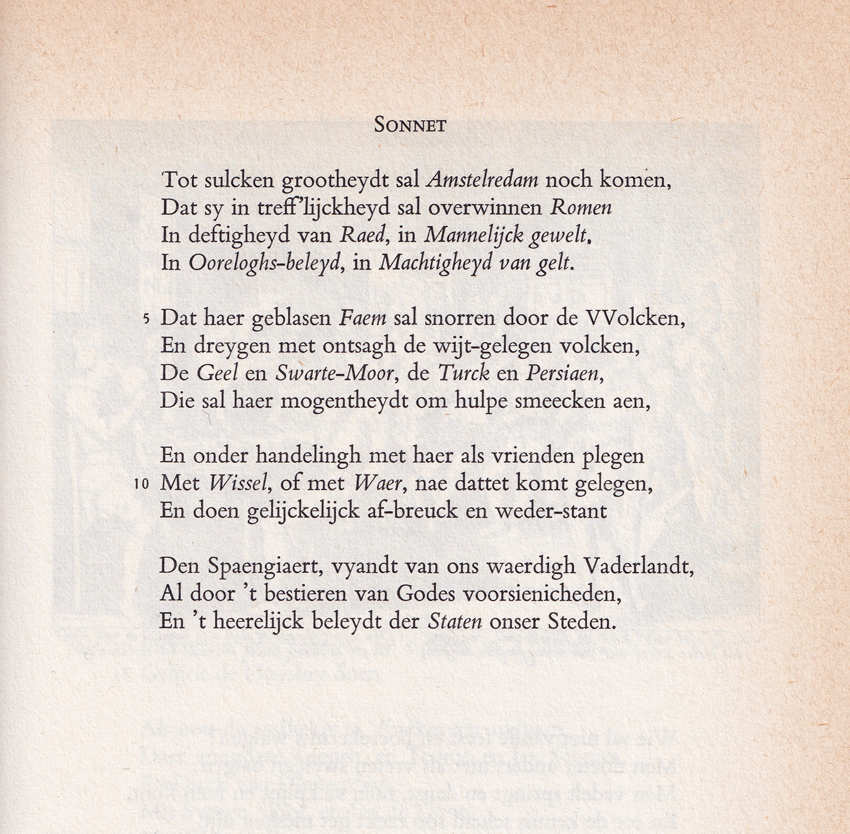 SONNET
Tot sulcken grootheydt sal Amstelredam noch komen,
Dat sy in treff'lijckheyd sal overwinnen Romen
In deftigheyd van Raed, in Mannelijck gewelt.
In Ooreloghs-beleyd, in Machtigheyd van gelt.
5 Dat haer geblasen Faem sal snorren door de VVolcken,
En dreygen met ontsagh de wijt-gelegen volcken,
De Geel en Swarte-Moor, de Turck en Persiaen,
Die sal haer mogentheydt om hulpe smeecken aen,
En onder handelingh met haer als vrienden plegen
10 Met Wissel, of met Waer, nae dattet komt gelegen,
En doen gelijckelijck af-breuck en weder-stant
Den Spaengiaert, vyandt van ons waerdigh Vaderlandt,
Al door 't bestieren van Godes voorsienicheden,
En 't heerelijck beleydt der Staten onser Steden.